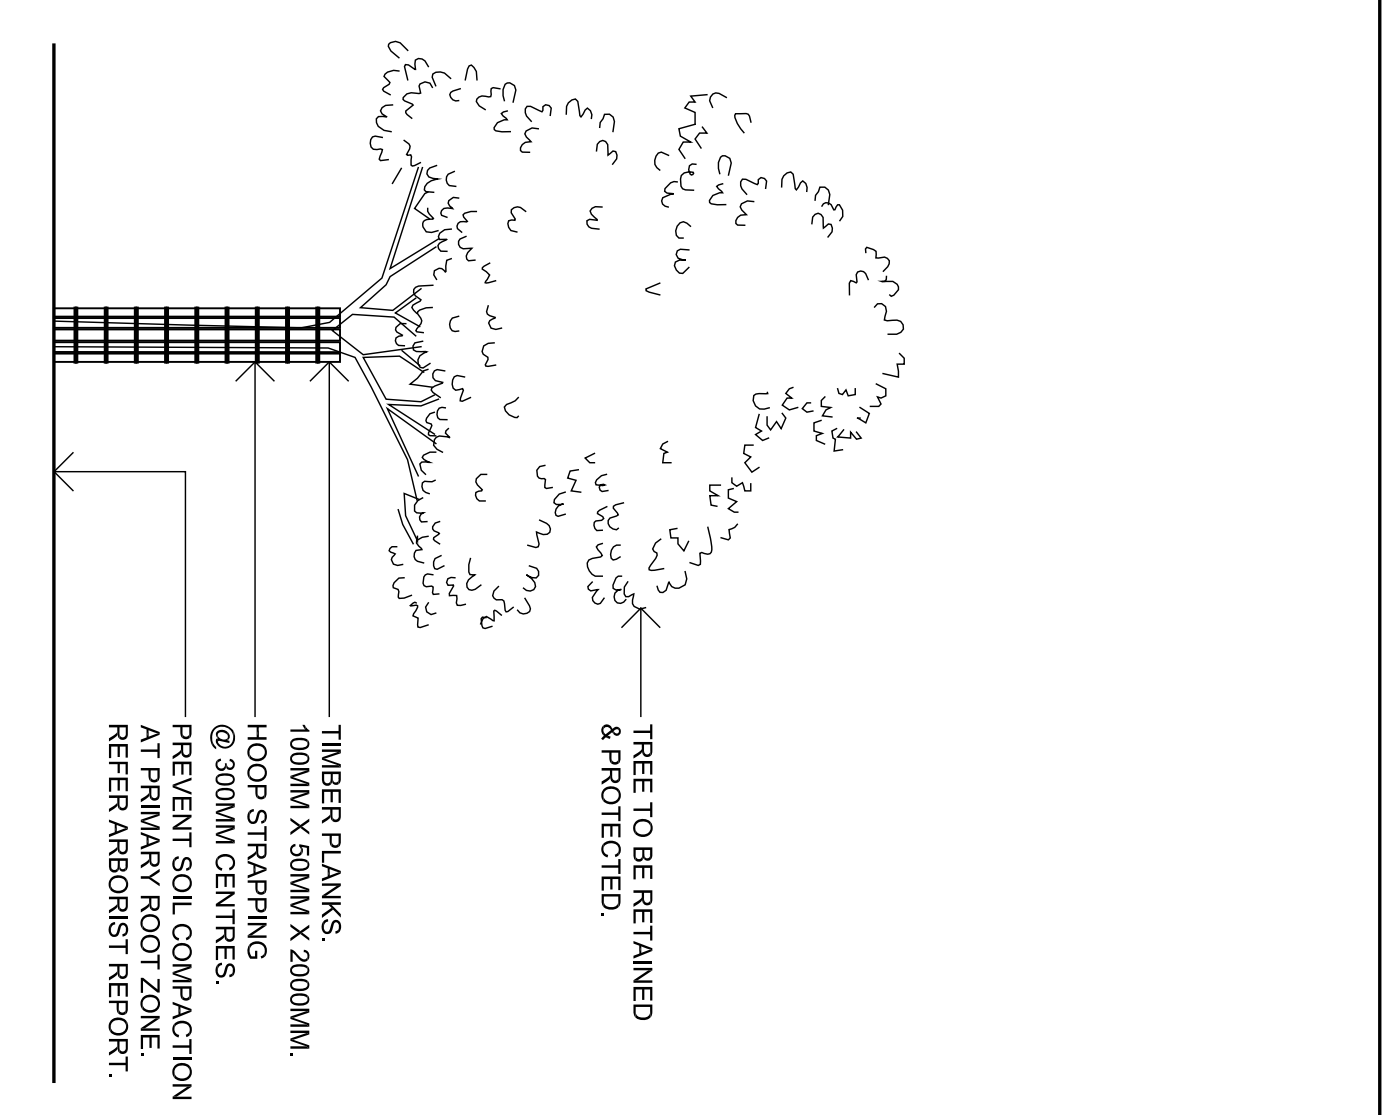 TREE TO BE RETAINED
& PROTECTED.
TIMBER PLANKS.
100MM X 50MM X 2000MM.
HOOP STRAPPING
@ 300MM CENTRES.
PREVENT SOIL COMPACTION
AT PRIMARY ROOT ZONE.
REFER ARBORIST REPORT.